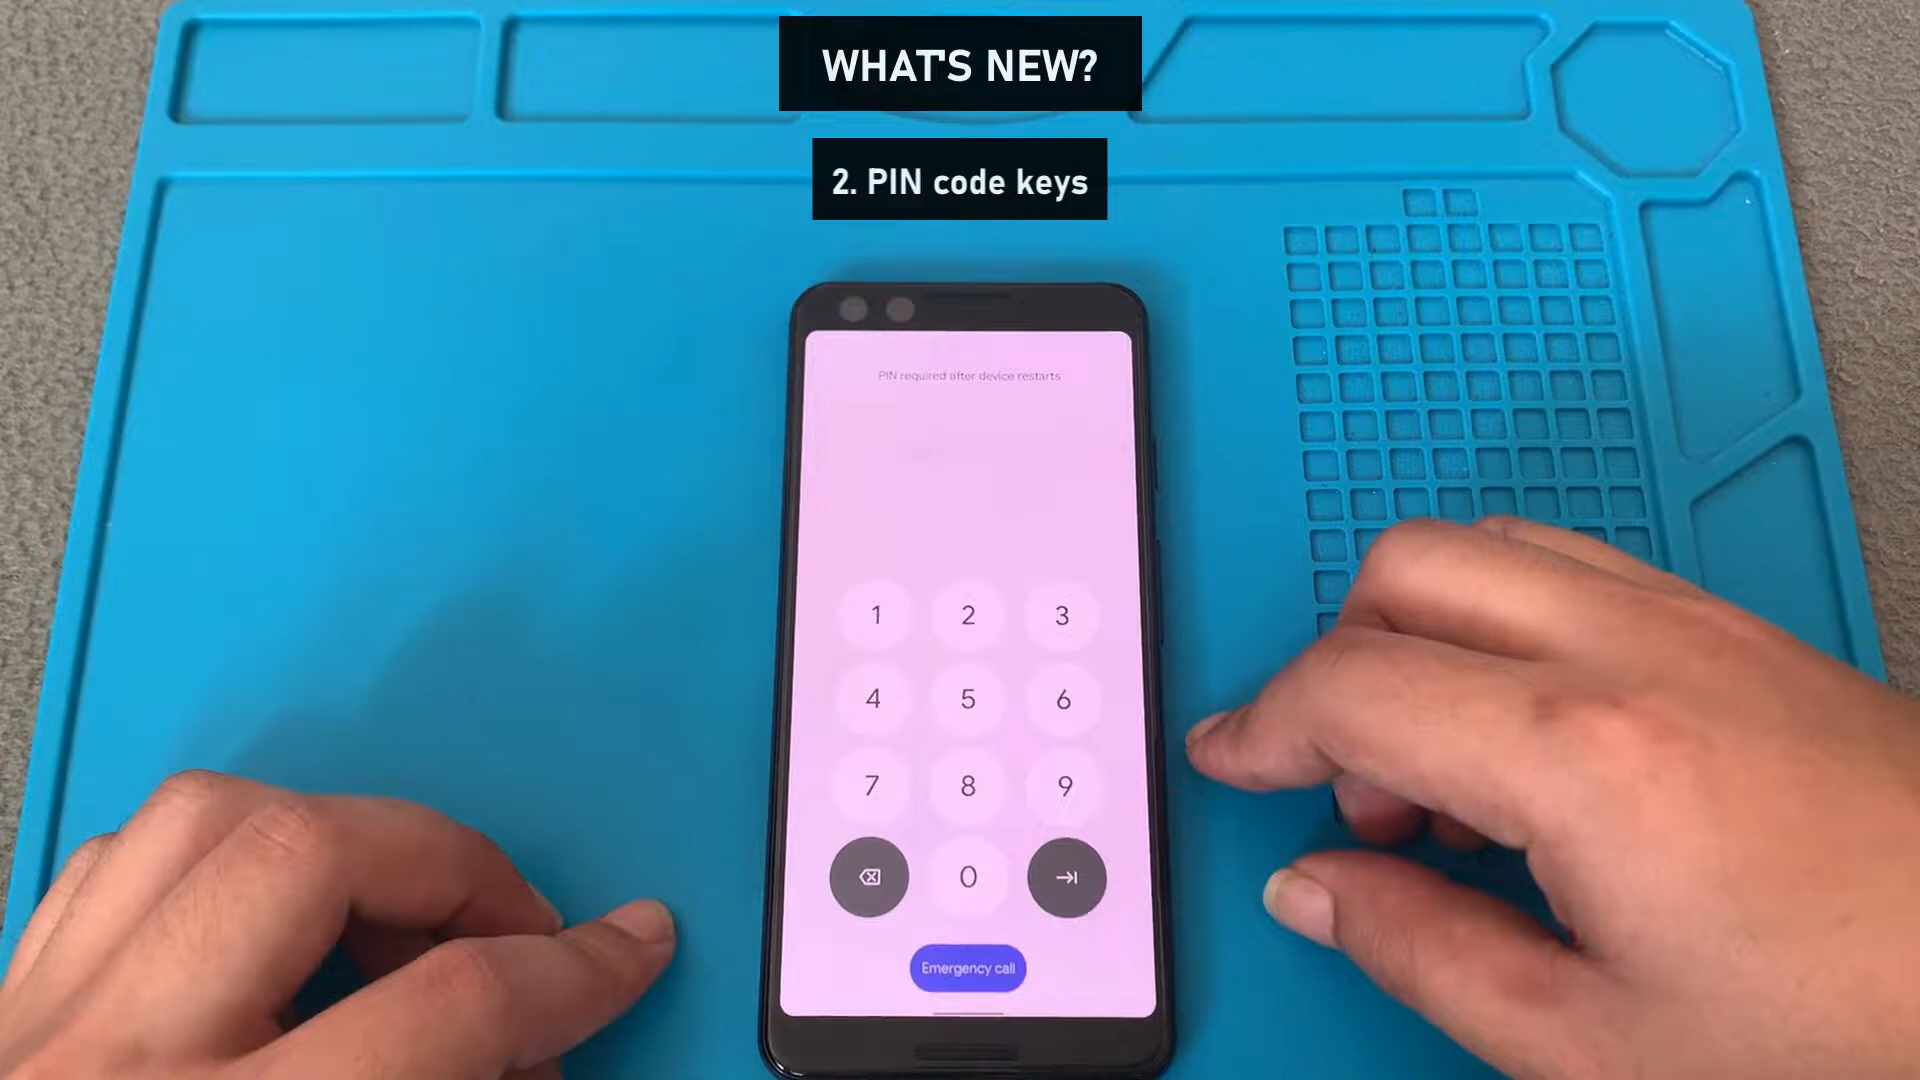 WHAT'S NEW?
2. PIN code keys
PIN required after device restarts
1 2 3
4 5 6
7 8 9
0
Emergency call